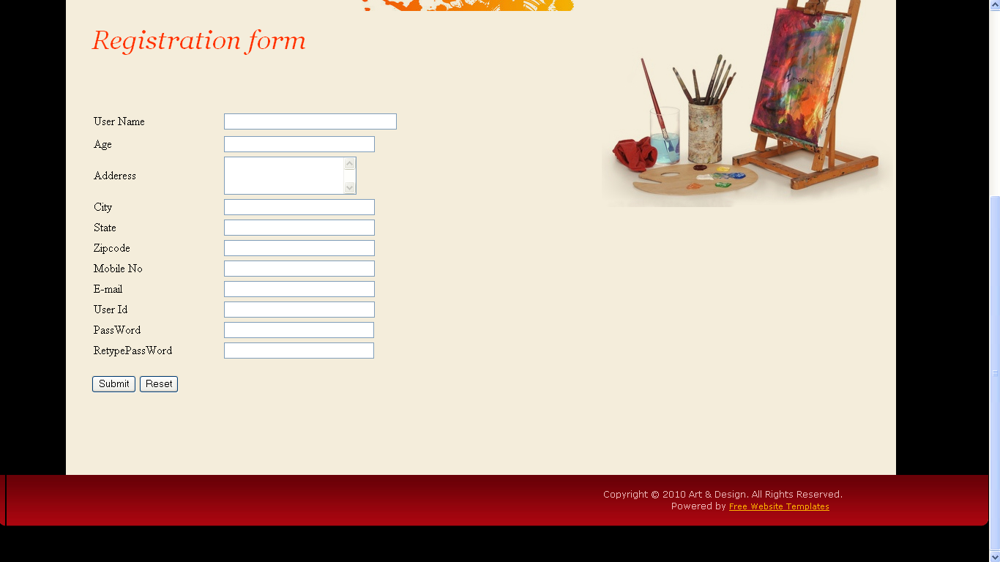 Registration form
Imagine
User Name
Age
Adderess
City
State
Zipcode
Mobile No
E-mail
User Id
PassWord
RetypePassWord
Submit Reset
Copyright © 2010 Art & Design. All Rights Reserved.
Powered by Free Website Templates